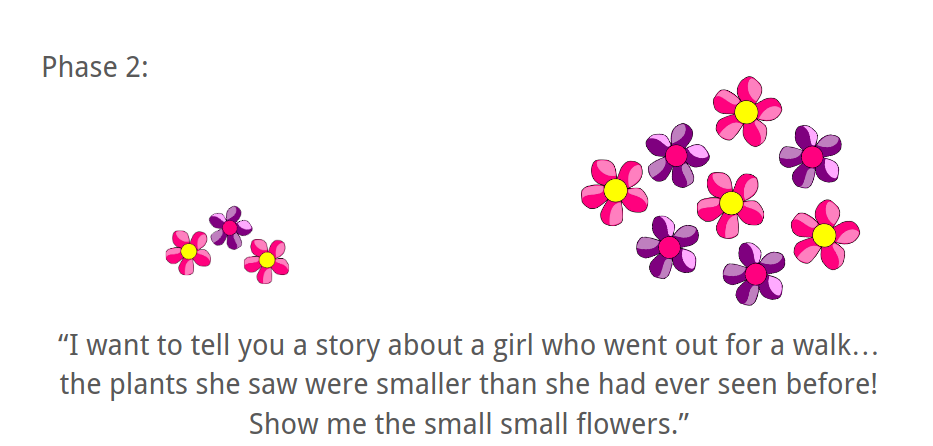 Phase 2:
“I want to tell you a story about a girl who went out for a walk…
the plants she saw were smaller than she had ever seen before!
Show me the small small flowers.”